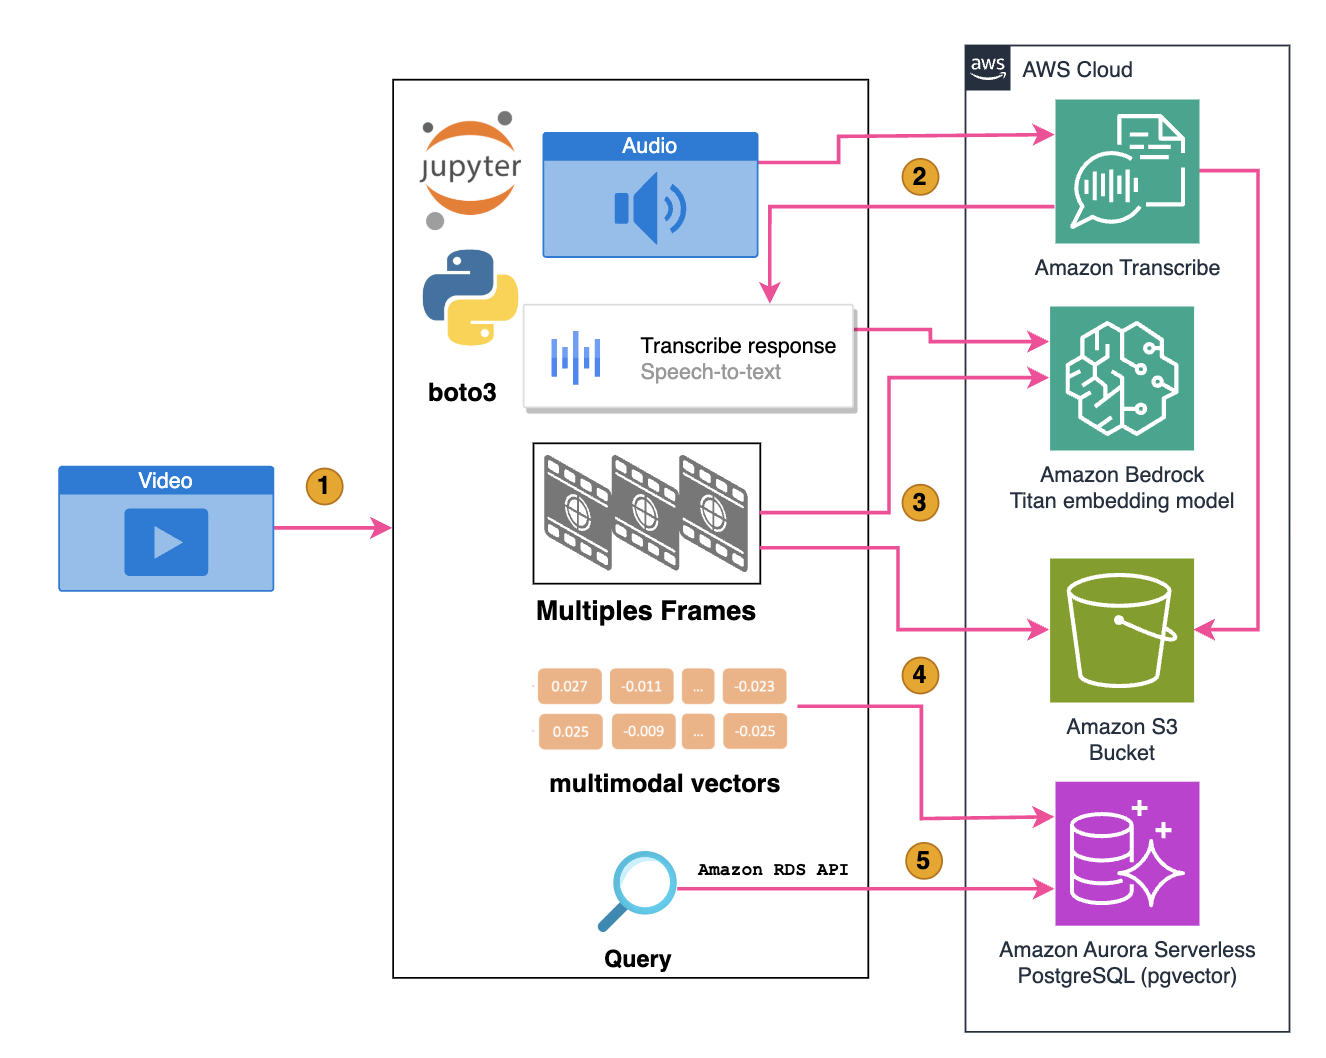 aws
AWS Cloud
jupyter
Audio
2
Amazon Transcribe
Transcribe response
Speech-to-text
boto3
Video
1
Amazon Bedrock
Titan embedding model
3
Multiples Frames
0.027 -0.011 ... -0.023
0.025 -0.009 ... -0.025
multimodal vectors
4
Amazon S3
Bucket
Amazon RDS API
5
Query
Amazon Aurora Serverless
PostgreSQL (pgvector)